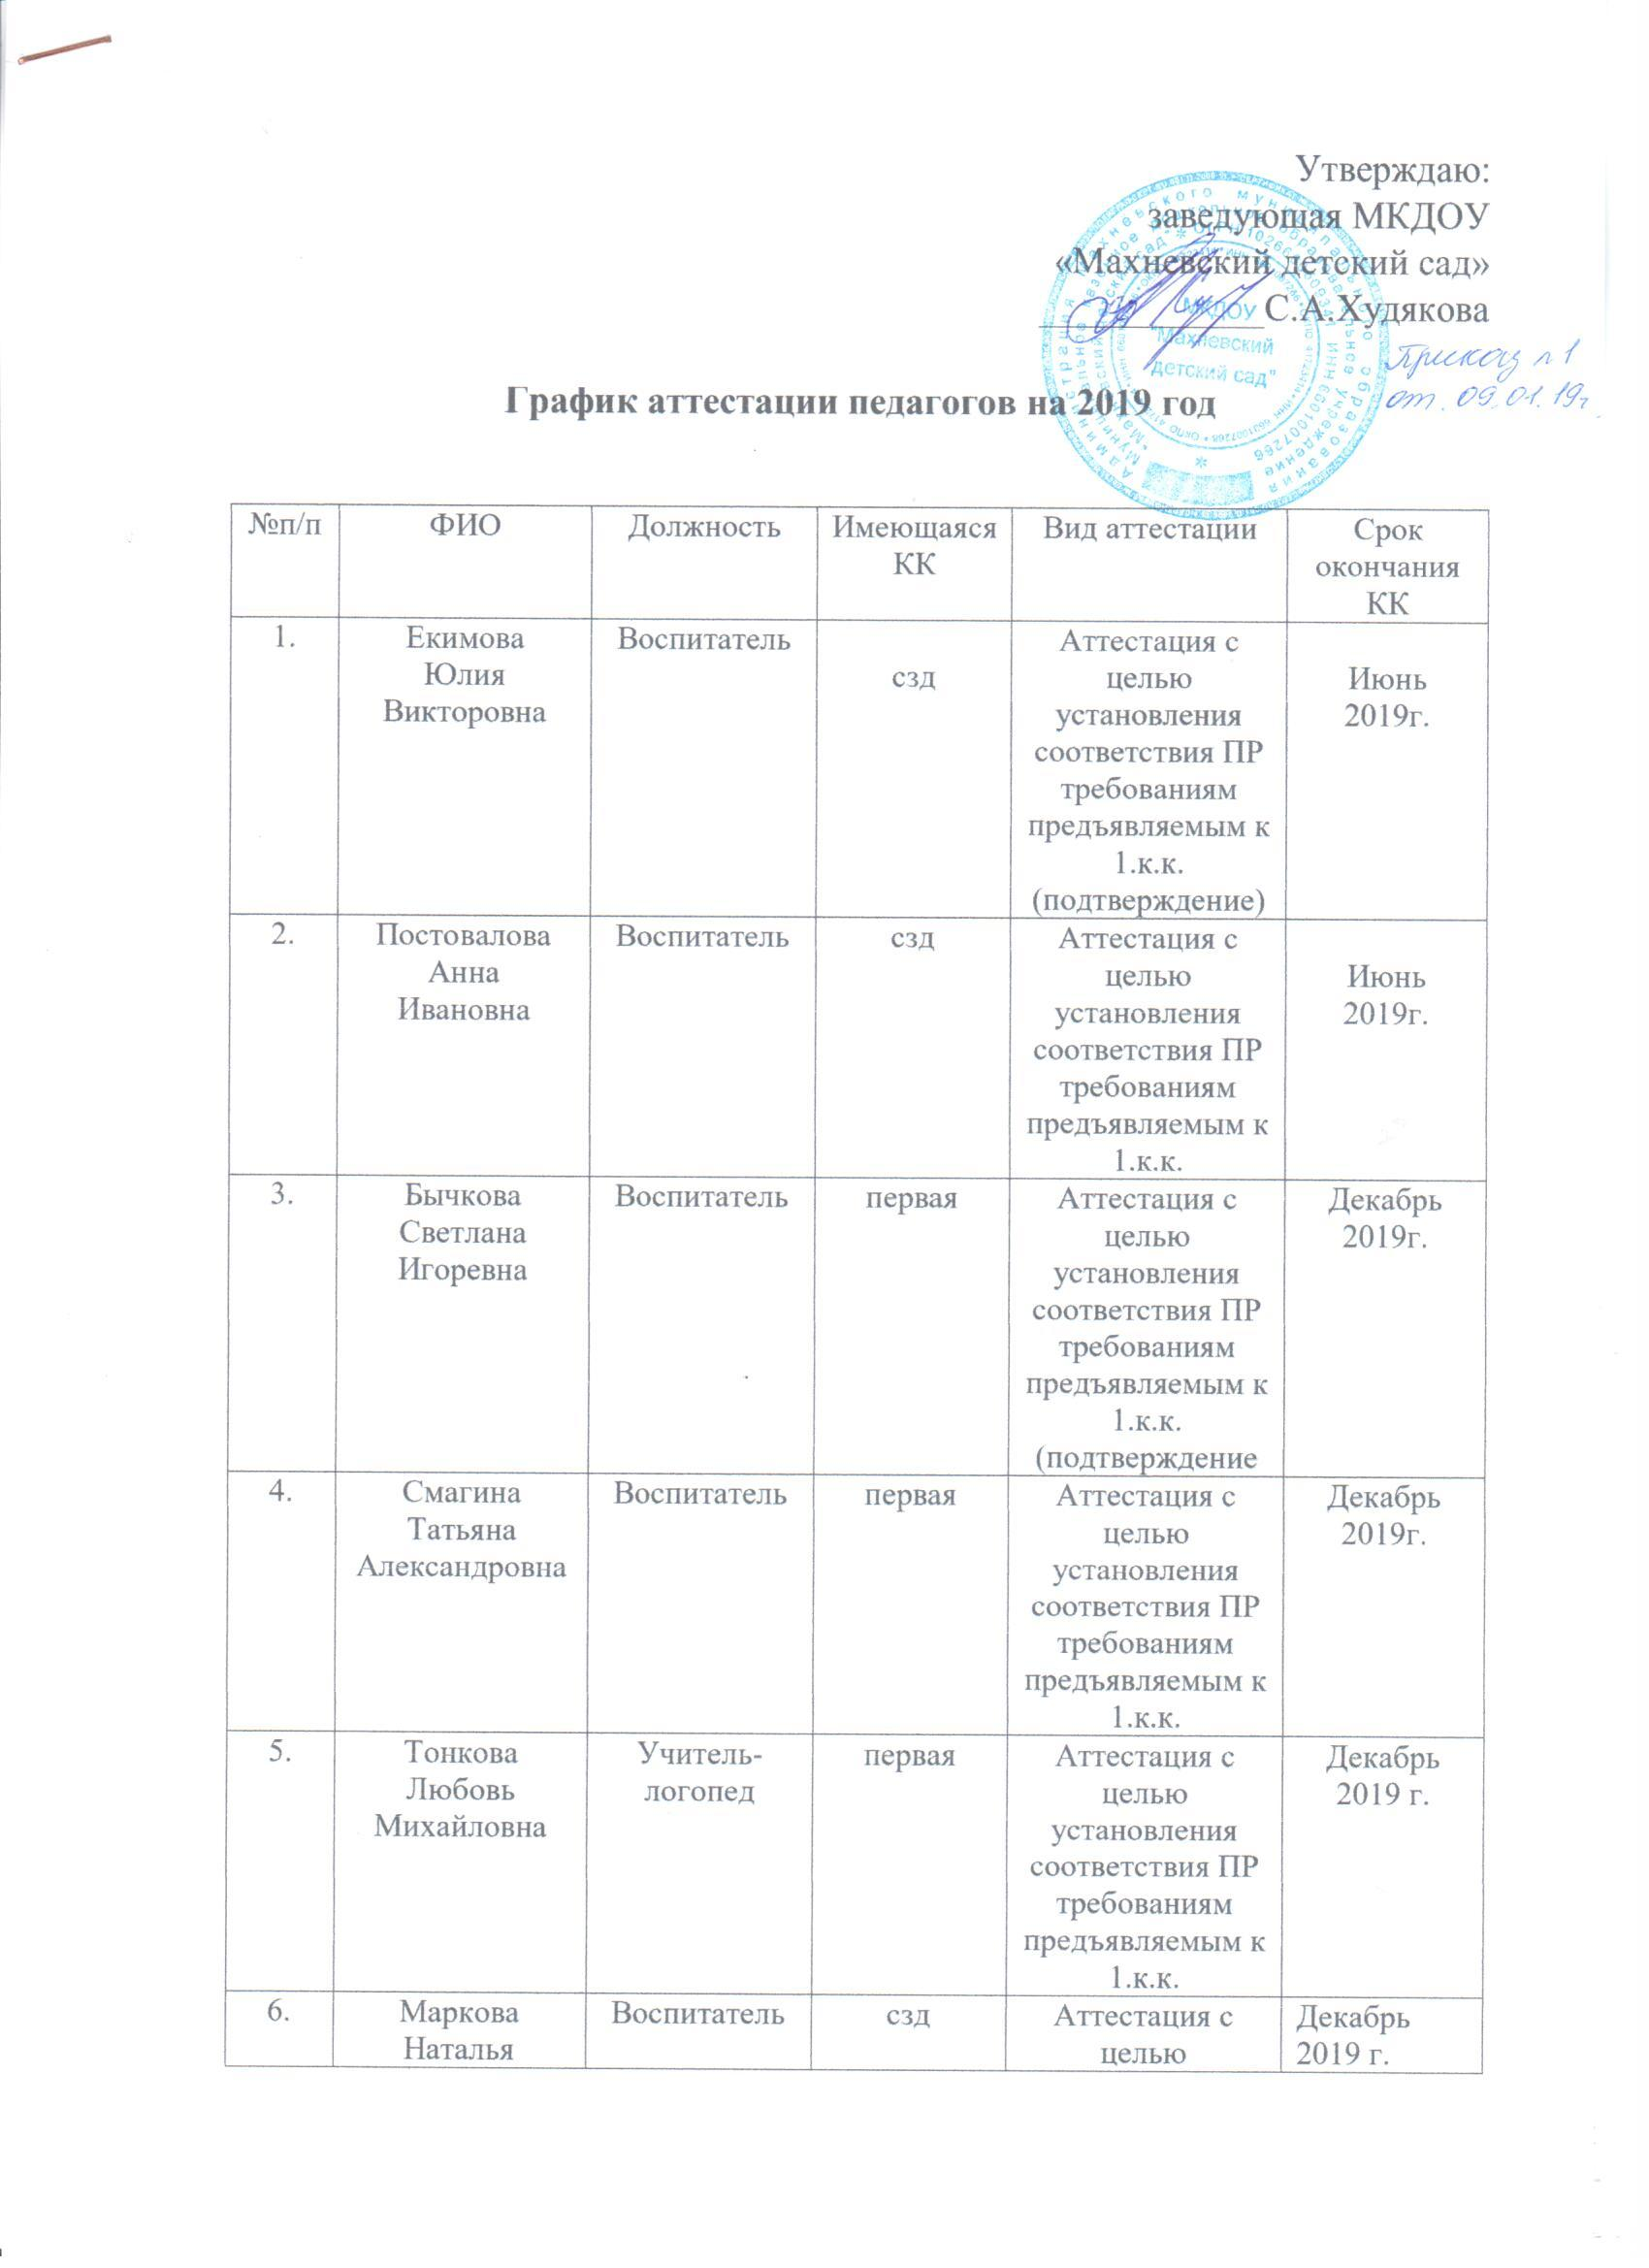 Утверждаю:
заведующая МКДОУ
«Махневский детский сад»
____________С.А.Худякова
МКДОУ
"Махневский
детский сад"
Приказ п 1
от. 09.01.19г.
График аттестации педагогов на 2019 год
№п/п ФИО Должность Имеющаяся КК Вид аттестации Срок окончания КК
1.
Екимова
Юлия
Викторовна
Воспитатель
сзд
Аттестация с
целью
установления
соответствия ПР
требованиям
предъявляемым к
1.к.к.
(подтверждение)
Июнь
2019г.
2.
Постовалова
Анна
Ивановна
Воспитатель
сзд
Аттестация с
целью
установления
соответствия ПР
требованиям
предъявляемым к
1.к.к.
Июнь
2019г.
3.
Бычкова
Светлана
Игоревна
Воспитатель
первая
Аттестация с
целью
установления
соответствия ПР
требованиям
предъявляемым к
1.к.к.
(подтверждение
Декабрь
2019г.
4.
Смагина
Татьяна
Александровна
Воспитатель
первая
Аттестация с
целью
установления
соответствия ПР
требованиям
предъявляемым к
1.к.к.
Декабрь
2019г.
5.
Тонкова
Любовь
Михайловна
Учитель-
логопед
первая
Аттестация с
целью
установления
соответствия ПР
требованиям
предъявляемым к
1.к.к.
Декабрь
2019 г.
6.
Маркова
Наталья
Воспитатель
сзд
Аттестация с
целью
Декабрь
2019 г.